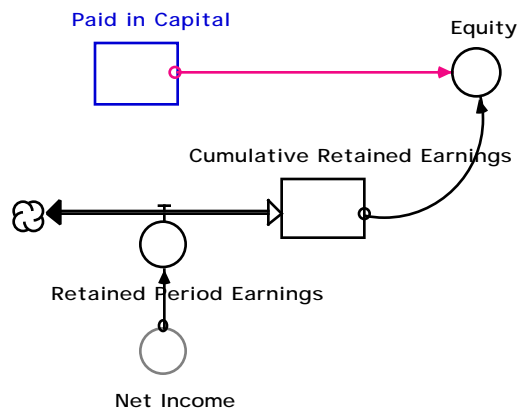 Paid in Capital
Equity
Cumulative Retained Earnings
Retained Period Earnings
Net Income